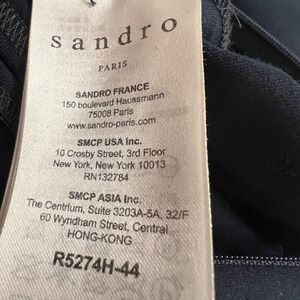 sandro
PARIS
SANDRO FRANCE
150 boulevard Haussmann
75008 Paris
www.sandro-paris.com
SMCP USA Inc.
10 Crosby Street, 3rd Floor
New York, New York 10013
RN132784
SMCP ASIA Inc.
The Centrium, Suite 3203A-5A, 32/F
60 Wyndham Street, Central
HONG-KONG
R5274H-44